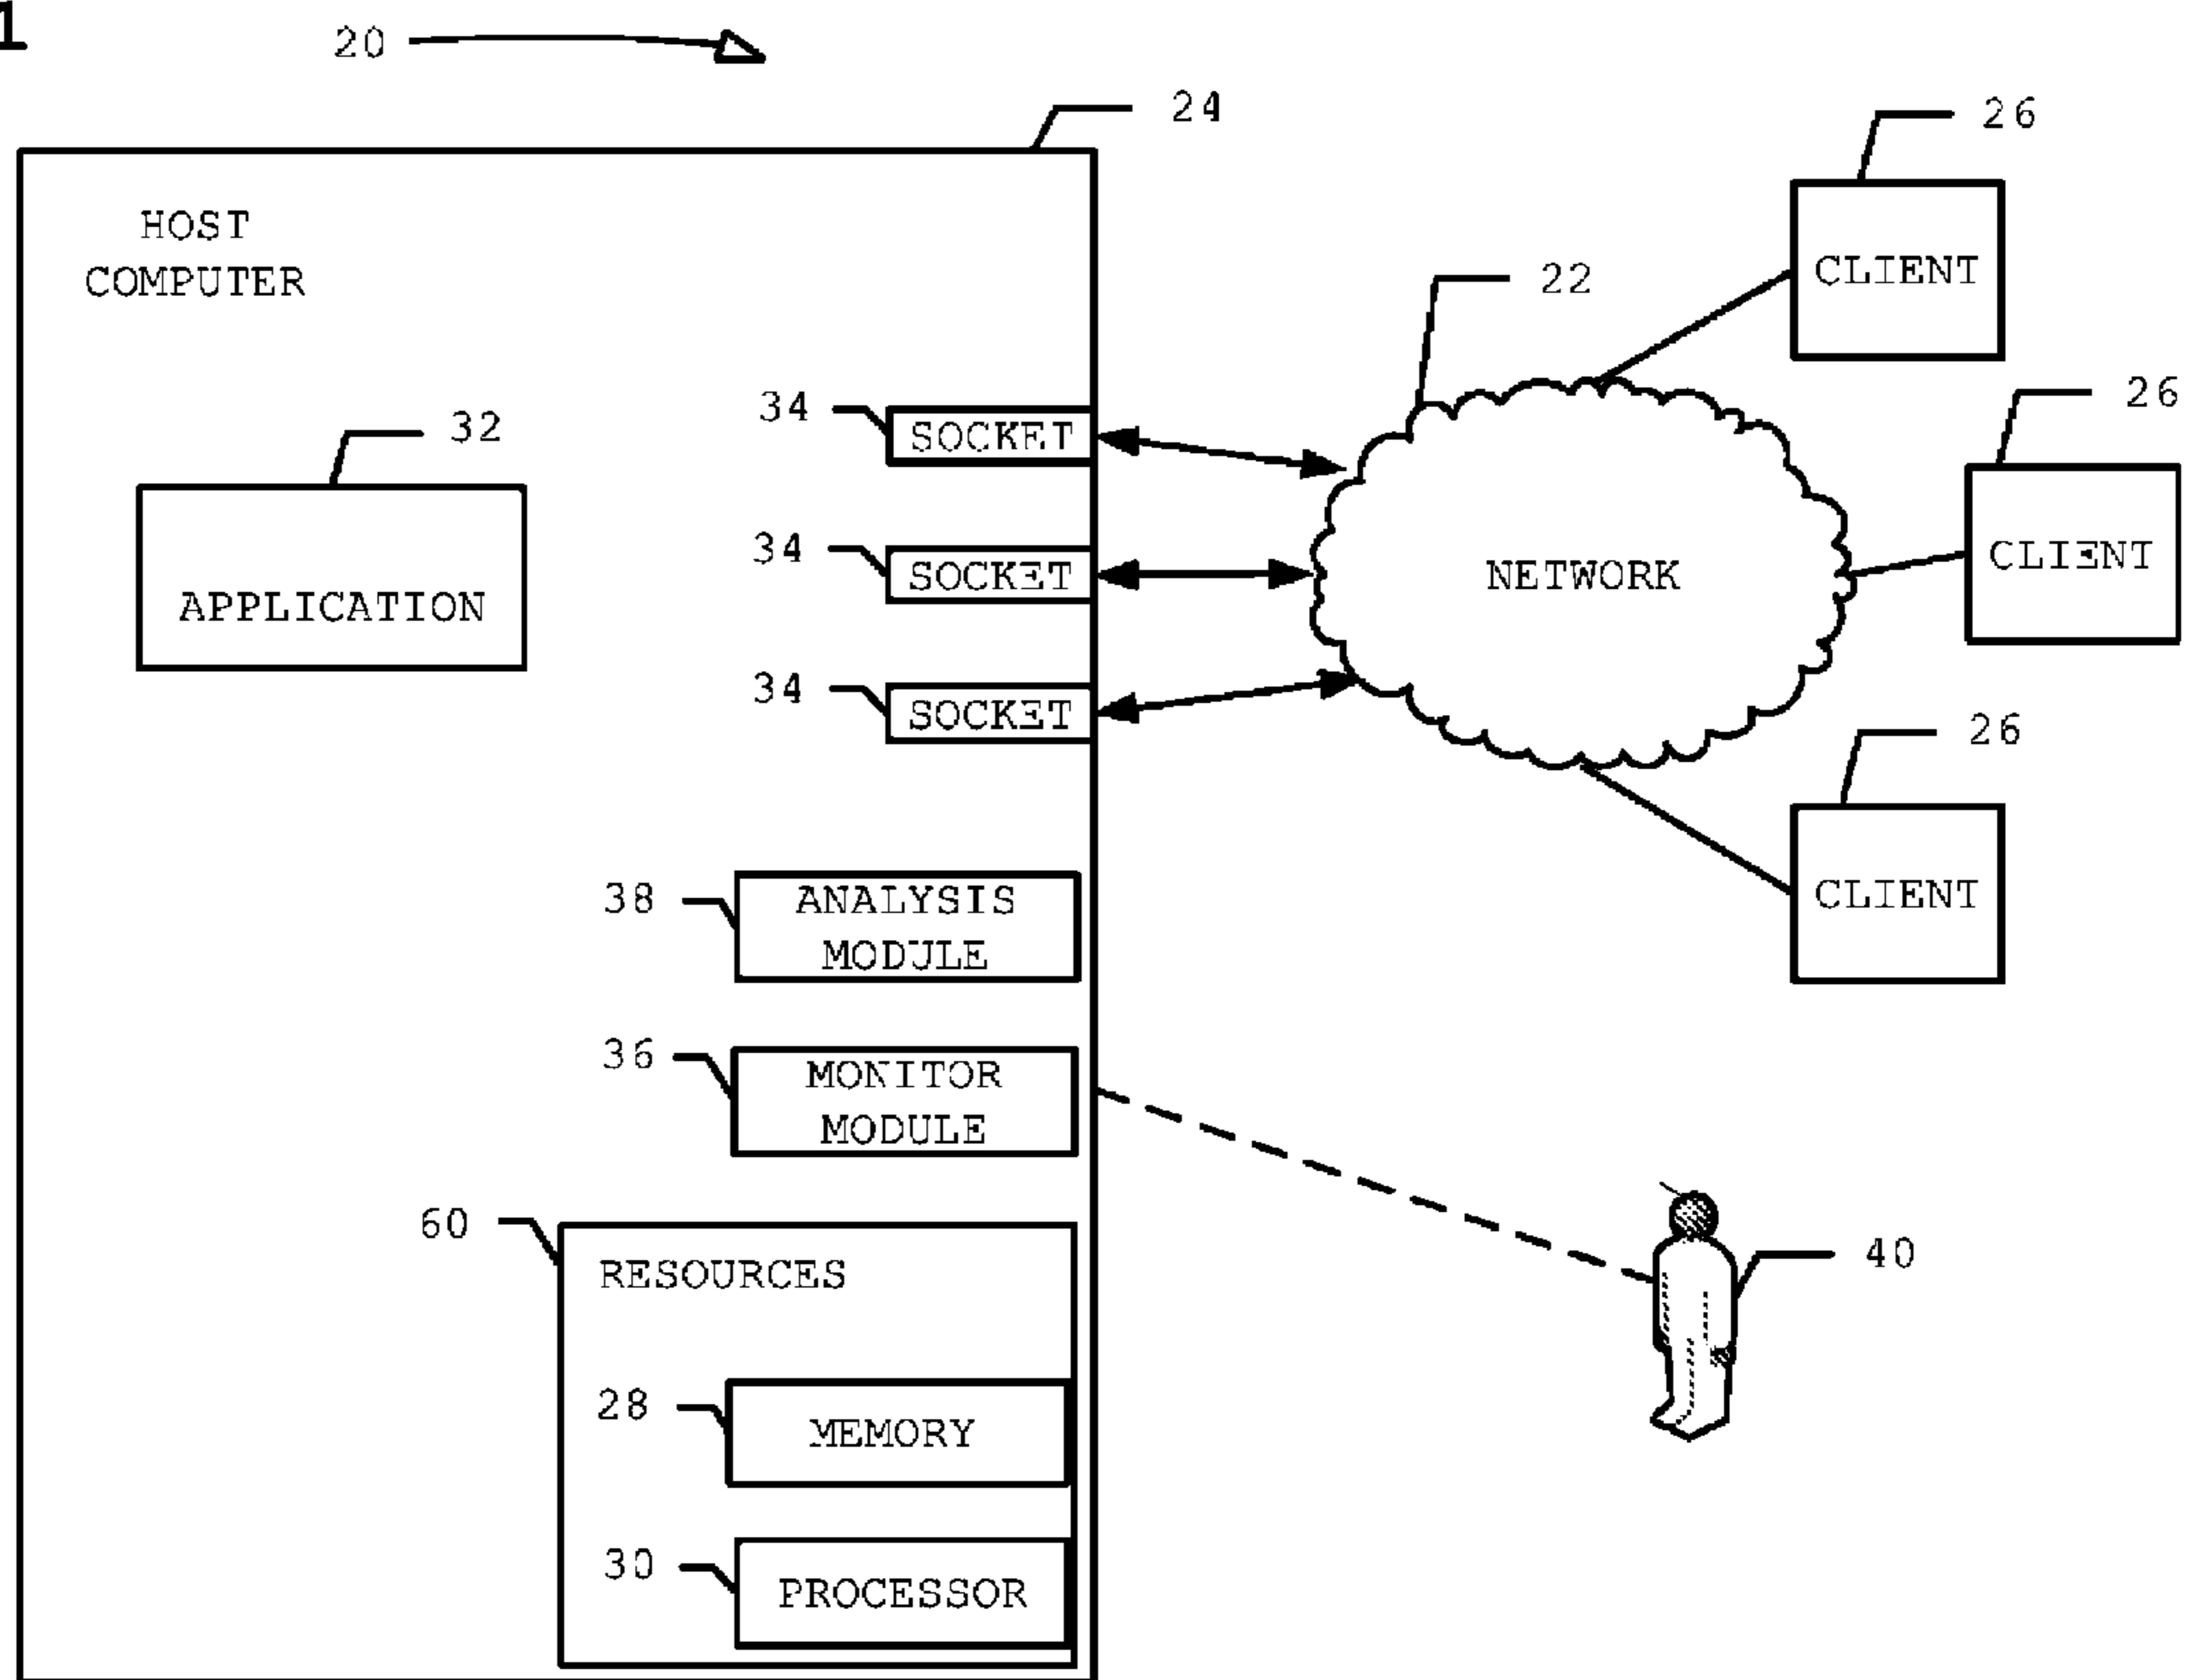 1
20
24
26
HOST
COMPUTER
22
CLIENT
34
SOCKET
26
32
APPLICATION
34
SOCKET
NETWORK
CLIENT
34
SOCKET
26
38
ANALYSIS
MODULE
CLIENT
36
MONITOR
MODULE
60
RESOURCES
40
28
MEMORY
30
PROCESSOR